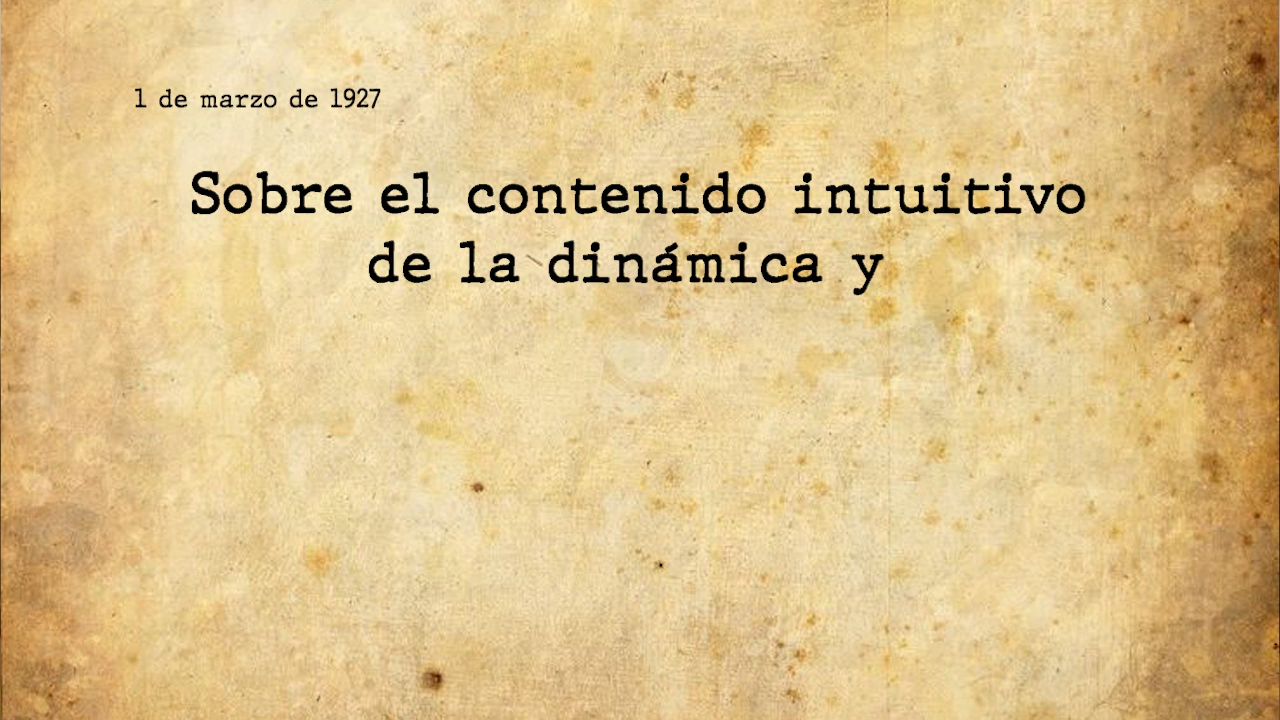 1 de marzo de 1927
Sobre el contenido intuitivo
de la dinámica y